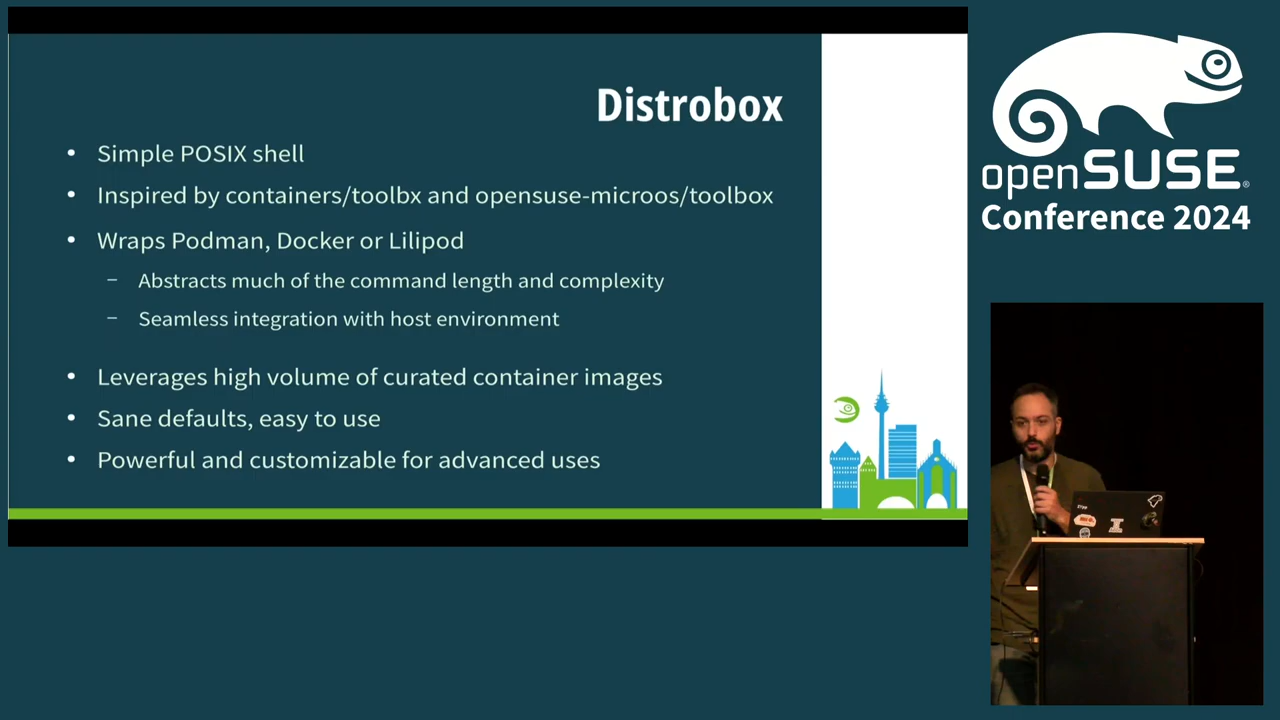 Distrobox
• Simple POSIX shell
• Inspired by containers/toolbx and opensuse-microos/toolbox
• Wraps Podman, Docker or Lilipod
– Abstracts much of the command length and complexity
– Seamless integration with host environment
• Leverages high volume of curated container images
• Sane defaults, easy to use
• Powerful and customizable for advanced uses
openSUSE®
Conference 2024